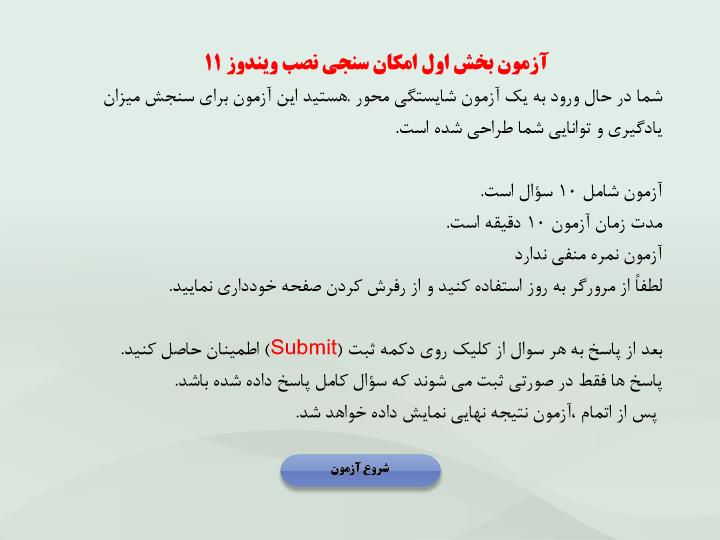 آزمون بخش اول امکان سنجی نصب ویندوز ۱۱
شما در حال ورود به یک آزمون شایستگی محور .هستید این آزمون برای سنجش میزان
یادگیری و توانایی شما طراحی شده است.
آزمون شامل ۱۰ سؤال است.
مدت زمان آزمون ۱۰ دقیقه است.
آزمون نمره منفی ندارد
لطفاً از مرورگر به روز استفاده کنید و از رفرش کردن صفحه خودداری نمایید.
بعد از پاسخ به هر سوال از کلیک روی دکمه ثبت (Submit) اطمینان حاصل کنید.
پاسخ ها فقط در صورتی ثبت می شوند که سؤال کامل پاسخ داده شده باشد.
پس از اتمام ،آزمون نتیجه نهایی نمایش داده خواهد شد.
شروع آزمون